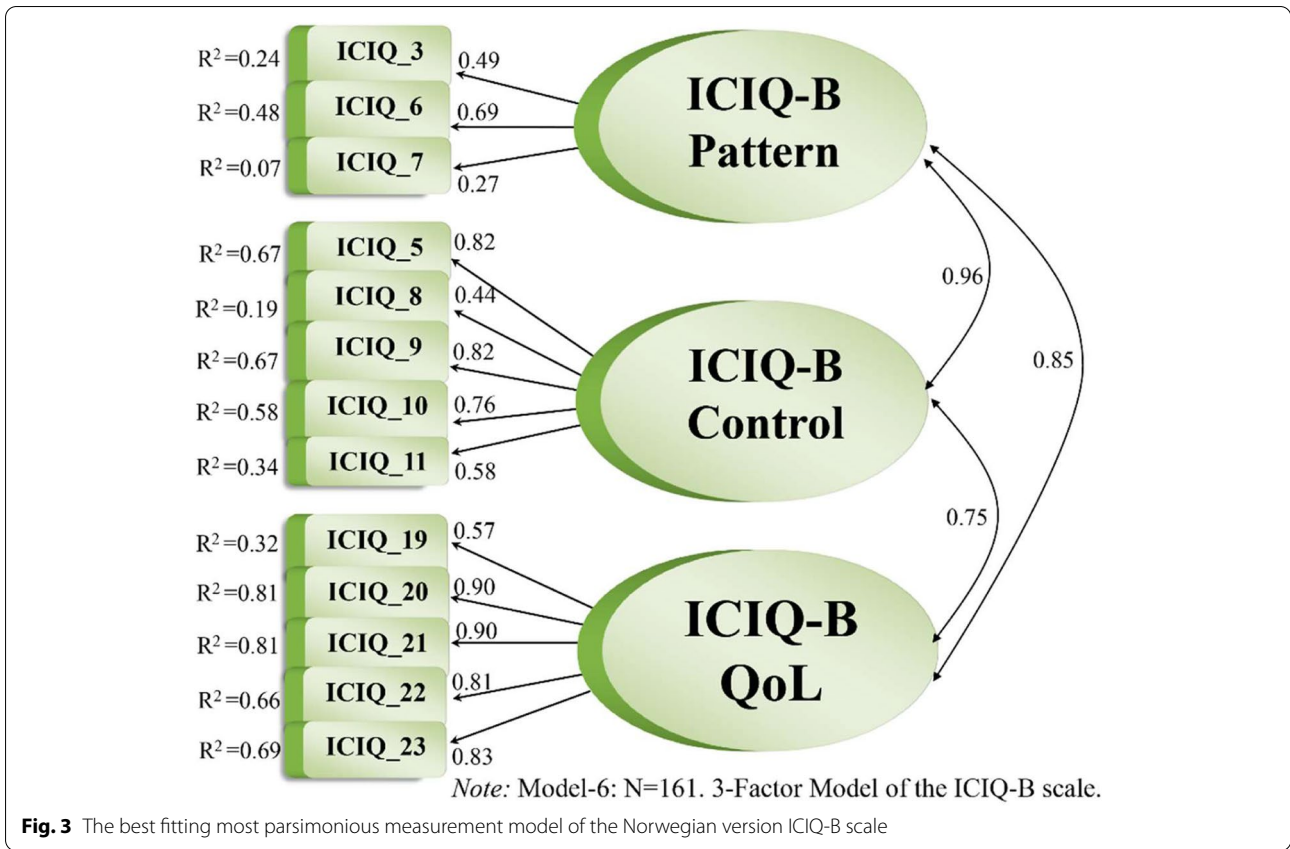 R²=0.24 ICIQ_3 0.49
R²=0.48 ICIQ_6 0.69
R²=0.07 ICIQ_7 0.27
ICIQ-B
Pattern
R²=0.67 ICIQ_5 0.82
R²=0.19 ICIQ_8 0.44
R²=0.67 ICIQ_9 0.82
R²=0.58 ICIQ_10 0.76
R²=0.34 ICIQ_11 0.58
ICIQ-B
Control
0.96
0.85
0.75
R²=0.32 ICIQ_19 0.57
R²=0.81 ICIQ_20 0.90
R²=0.81 ICIQ_21 0.90
R²=0.66 ICIQ_22 0.81
R²=0.69 ICIQ_23 0.83
ICIQ-B
QoL
Note: Model-6: N=161. 3-Factor Model of the ICIQ-B scale.
Fig. 3 The best fitting most parsimonious measurement model of the Norwegian version ICIQ-B scale